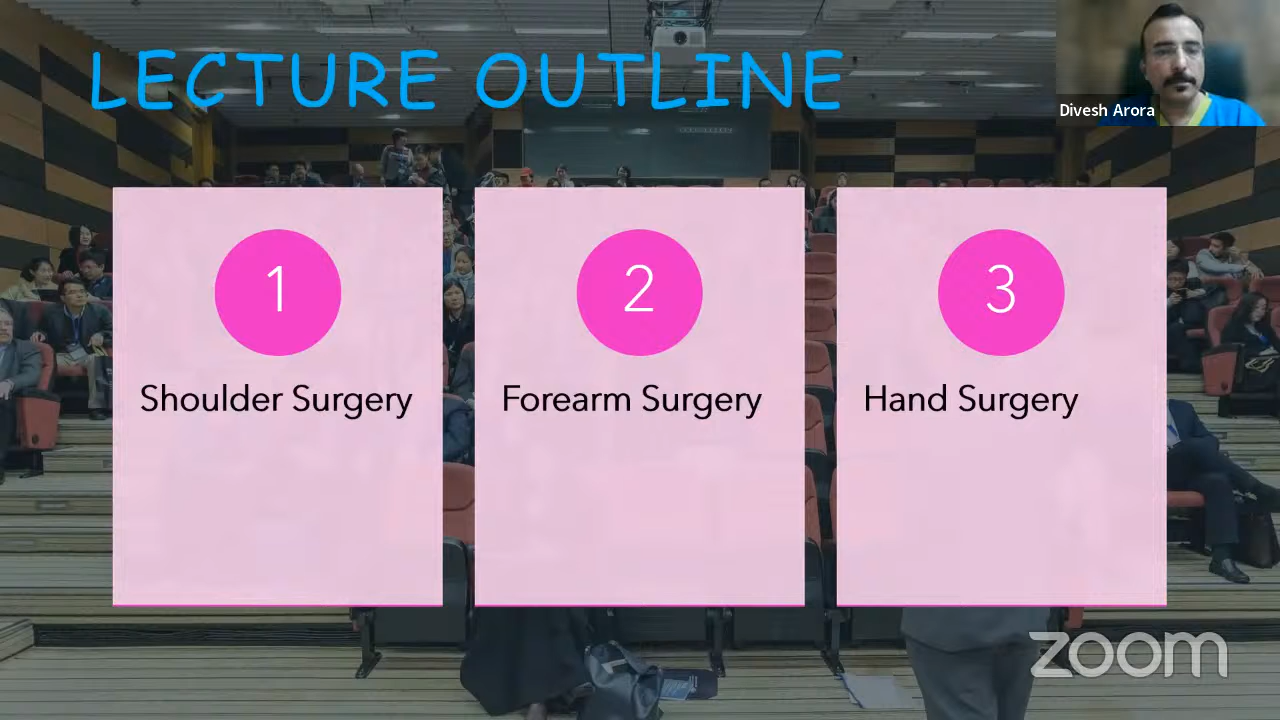 LECTURE OUTLINE
Divesh Arora
1
Shoulder Surgery
2
Forearm Surgery
3
Hand Surgery
zoom